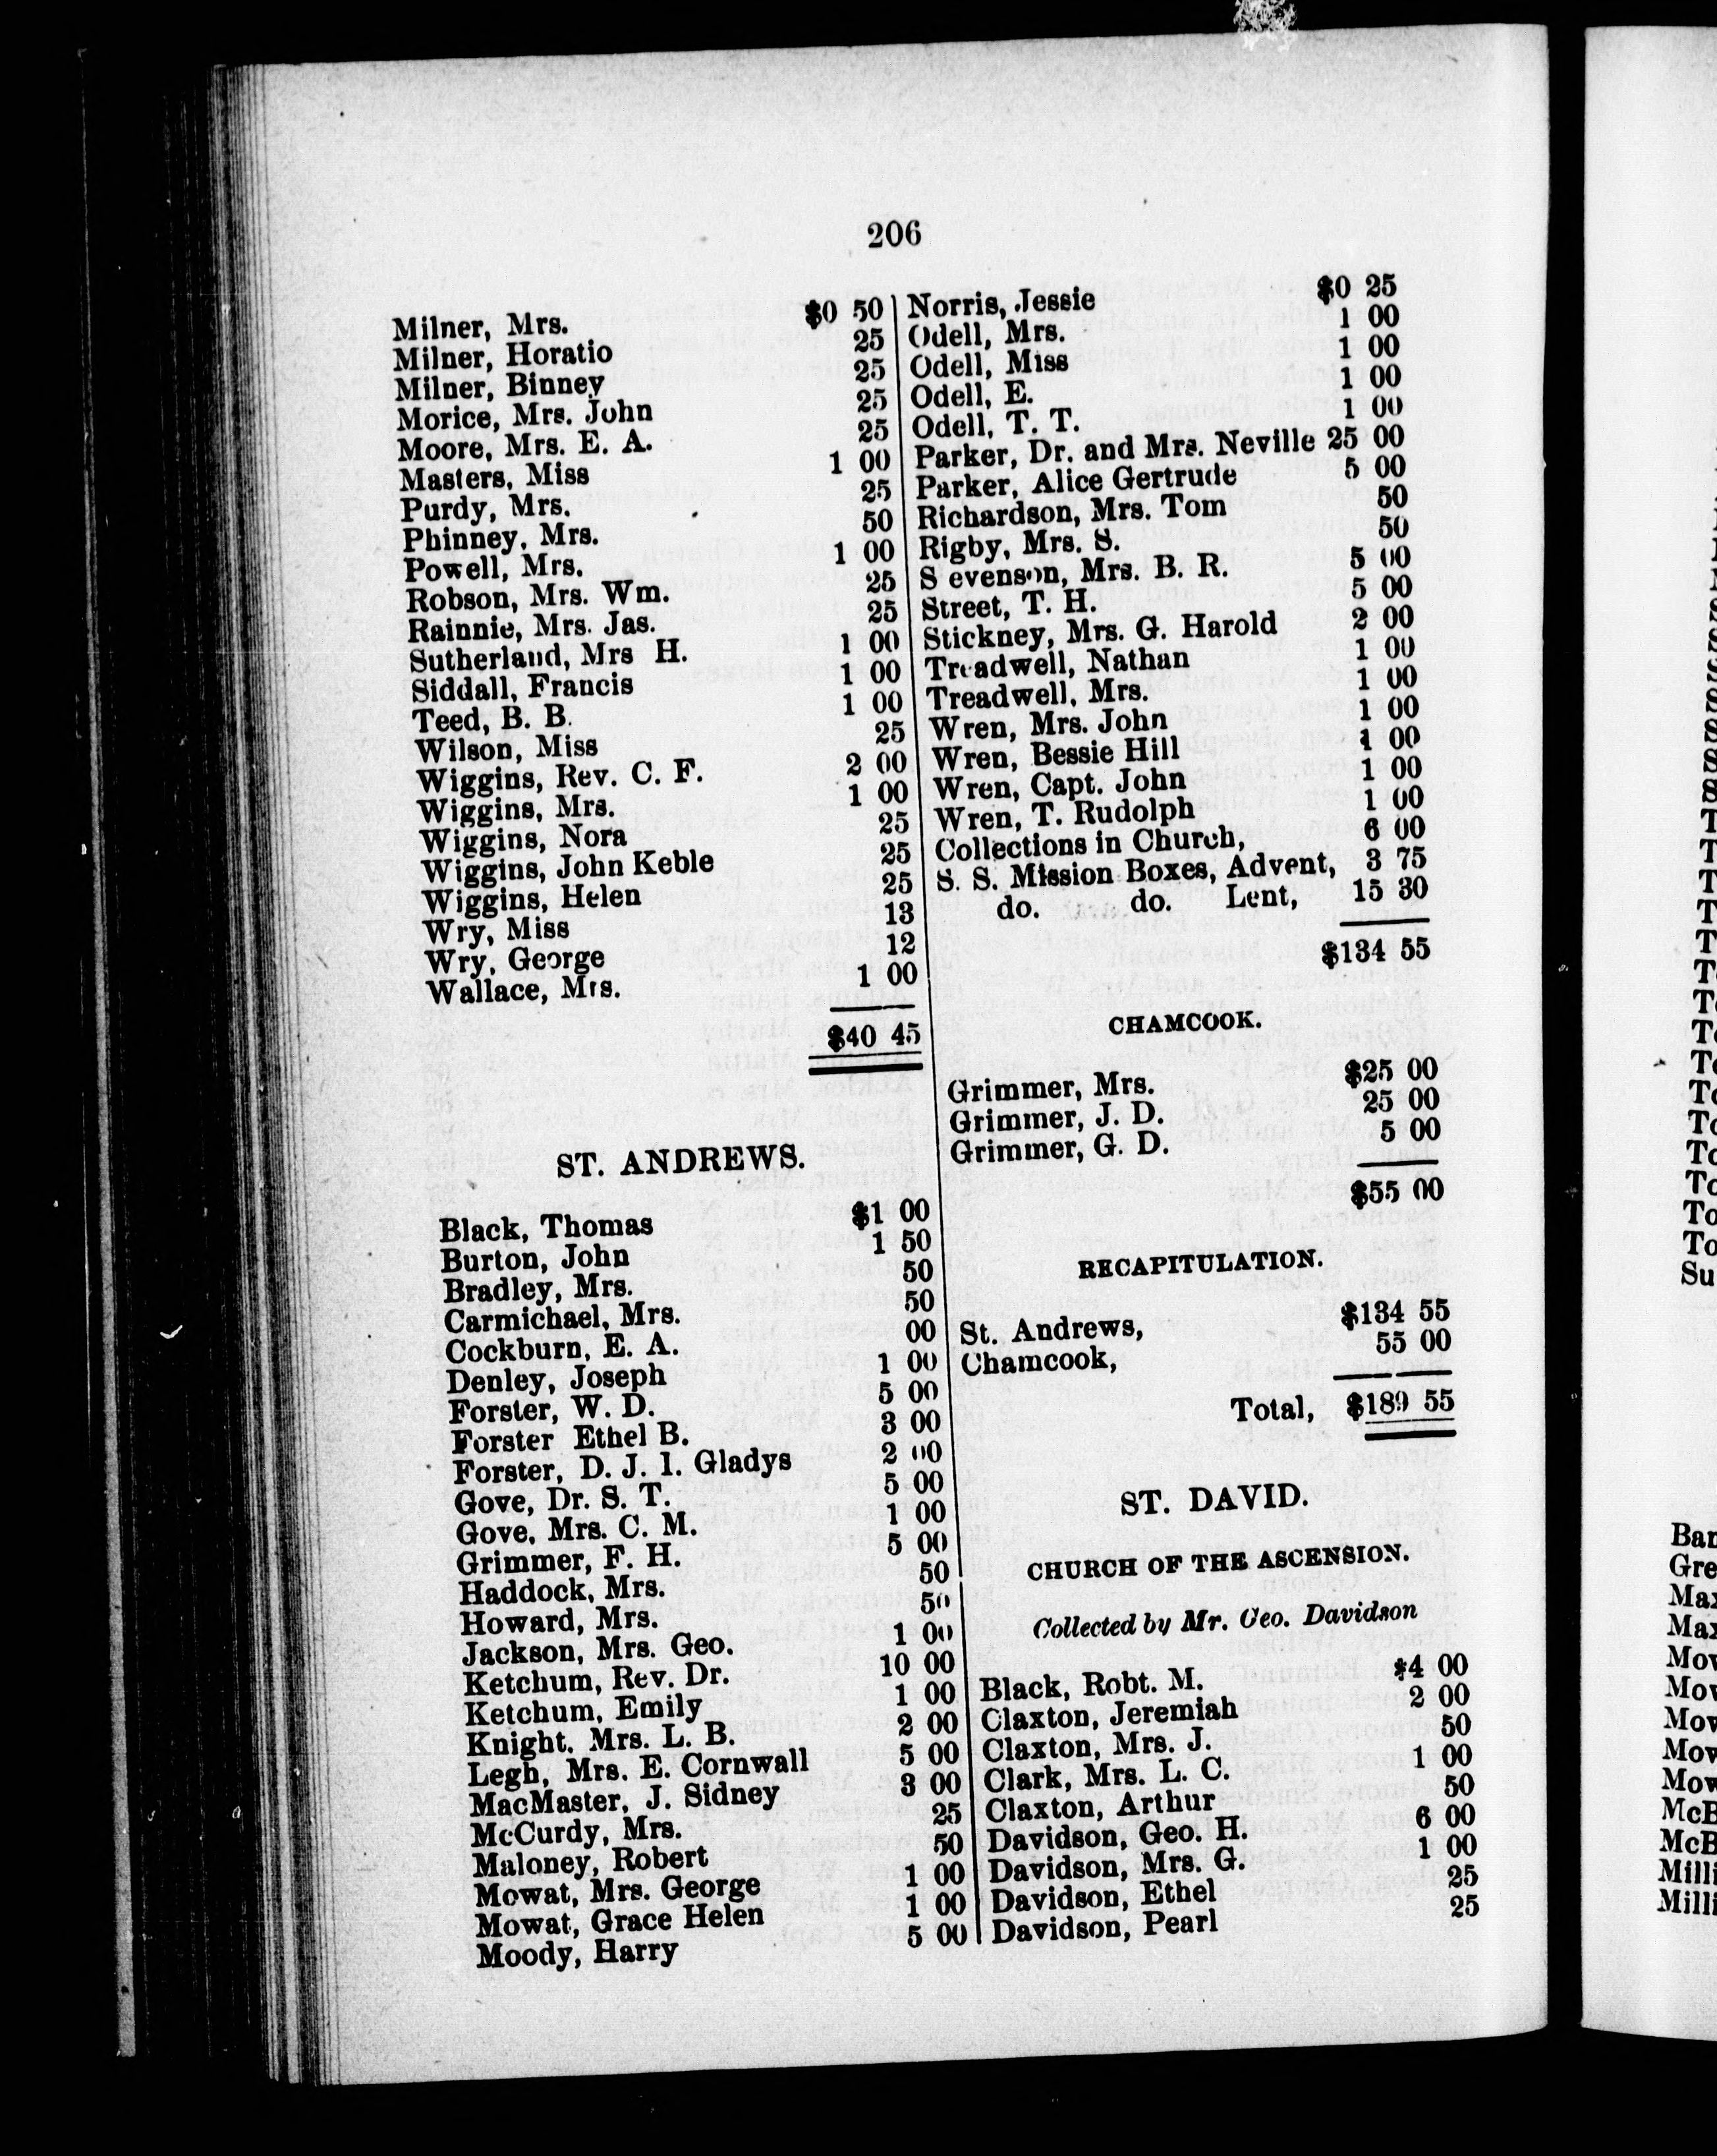 206
Milner, Mrs. $0 50
Milner, Horatio 25
Milner, Binney 25
Morice, Mrs. John 25
Moore, Mrs. E. A. 25
Masters, Miss 1 00
Purdy, Mrs. 25
Phinney, Mrs. 50
Powell, Mrs. 1 00
Robson, Mrs. Wm. 25
Rainnie, Mrs. Jas. 25
Sutherland, Mrs H. 1 00
Siddall, Francis 1 00
Teed, B. B. 1 00
Wilson, Miss 25
Wiggins, Rev. C. F. 2 00
Wiggins, Mrs. 1 00
Wiggins, Nora 25
Wiggins, John Keble 25
Wiggins, Helen 25
Wry, Miss 13
Wry, George 12
Wallace, Mrs. 1 00
$40 45
ST. ANDREWS.
Black, Thomas $1 00
Burton, John 1 50
Bradley, Mrs. 50
Carmichael, Mrs. 50
Cockburn, E. A. 00
Denley, Joseph 1 00
Forster, W. D. 5 00
Forster Ethel B. 3 00
Forster, D. J. I. Gladys 2 00
Gove, Dr. S. T. 5 00
Gove, Mrs. C. M. 1 00
Grimmer, F. H. 5 00
Haddock, Mrs. 50
Howard, Mrs. 50
Jackson, Mrs. Geo. 1 00
Ketchum, Rev. Dr. 10 00
Ketchum, Emily 1 00
Knight, Mrs. L. B. 2 00
Legh, Mrs. E. Cornwall 5 00
MacMaster, J. Sidney 3 00
McCurdy, Mrs. 25
Maloney, Robert 50
Mowat, Mrs. George 1 00
Mowat, Grace Helen 1 00
Moody, Harry 5 00
Norris, Jessie $0 25
Odell, Mrs. 1 00
Odell, Miss 1 00
Odell, E. 1 00
Odell, T. T. 1 00
Parker, Dr. and Mrs. Neville 25 00
Parker, Alice Gertrude 5 00
Richardson, Mrs. Tom 50
Rigby, Mrs. S. 50
S evenson, Mrs. B. R. 5 00
Street, T. H. 5 00
Stickney, Mrs. G. Harold 2 00
Treadwell, Nathan 1 00
Treadwell, Mrs. 1 00
Wren, Mrs. John 1 00
Wren, Bessie Hill 1 00
Wren, Capt. John 1 00
Wren, T. Rudolph 1 00
Collections in Church, 6 00
S. S. Mission Boxes, Advent, 3 75
do. do. Lent, 15 30
$134 55
CHAMCOOK.
Grimmer, Mrs. $25 00
Grimmer, J. D. 25 00
Grimmer, G. D. 5 00
$55 00
RECAPITULATION.
St. Andrews, $134 55
Chamcook, 55 00
Total, $189 55
ST. DAVID.
CHURCH OF THE ASCENSION.
Collected by Mr. Geo. Davidson
Black, Robt. M. $4 00
Claxton, Jeremiah 2 00
Claxton, Mrs. J. 50
Clark, Mrs. L. C. 1 00
Claxton, Arthur 50
Davidson, Geo. H. 6 00
Davidson, Mrs. G. 1 00
Davidson, Ethel 25
Davidson, Pearl 25